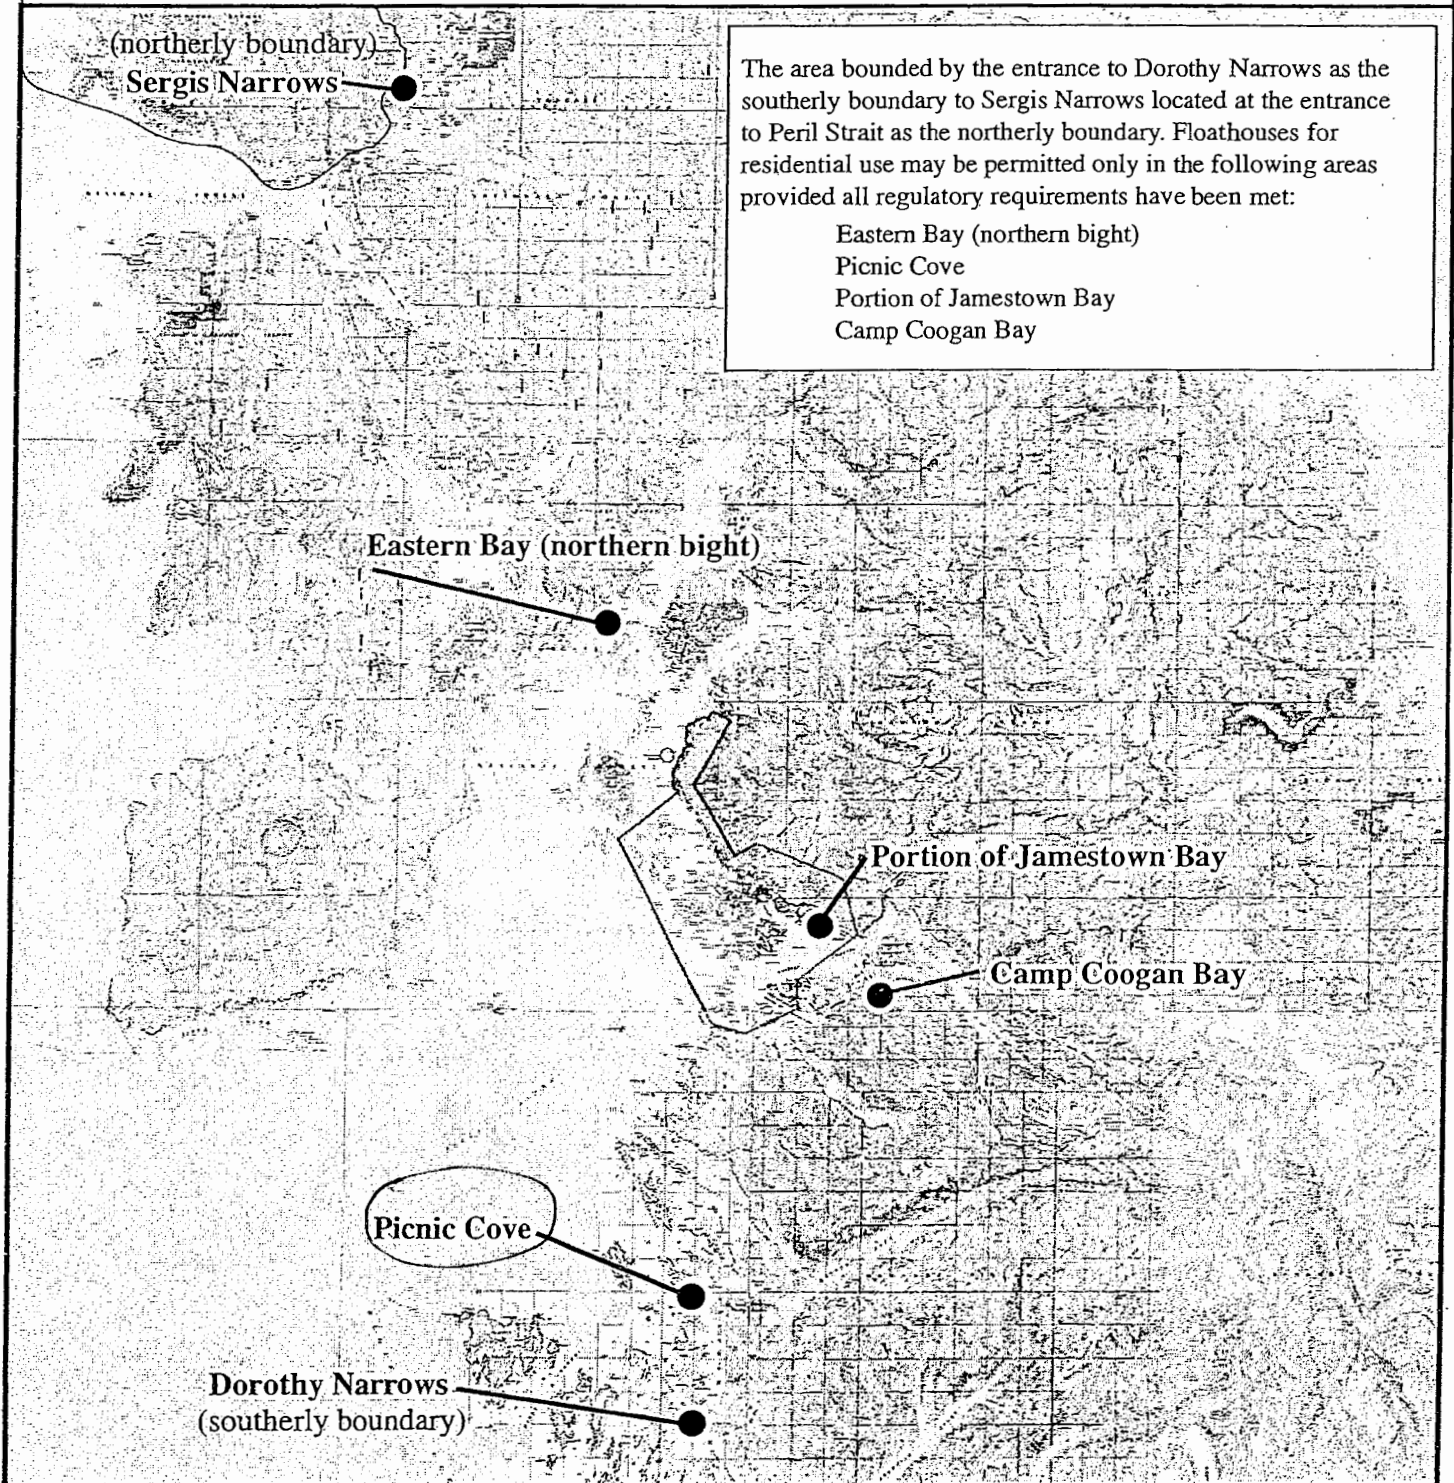 (northerly boundary)
Sergis Narrows
The area bounded by the entrance to Dorothy Narrows as the
southerly boundary to Sergis Narrows located at the entrance
to Peril Strait as the northerly boundary. Floathouses for
residential use may be permitted only in the following areas
provided all regulatory requirements have been met:
Eastern Bay (northern bight)
Picnic Cove
Portion of Jamestown Bay
Camp Coogan Bay
Eastern Bay (northern bight)
Portion of Jamestown Bay
Camp Coogan Bay
Picnic Cove
Dorothy Narrows
(southerly boundary)